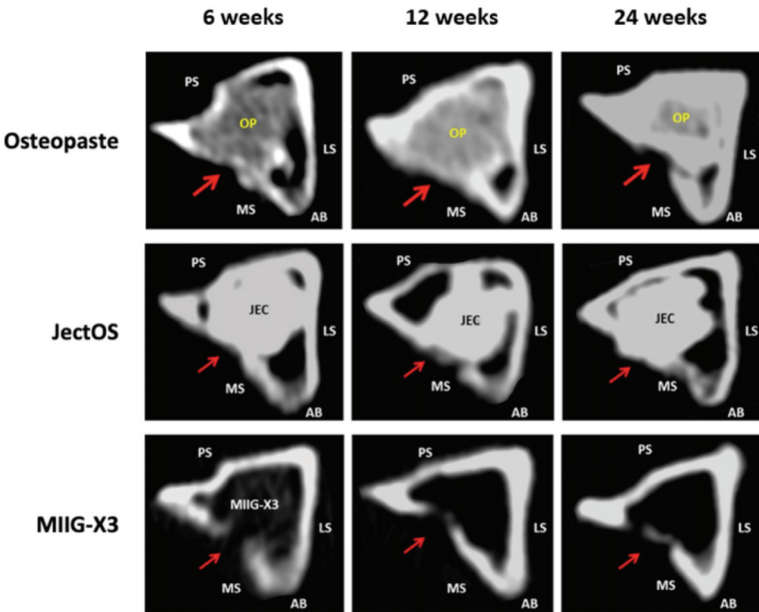 6 weeks 12 weeks 24 weeks
Osteopaste
PS OP LS MS AB
PS OP LS MS AB
PS OP LS MS AB
JectOS
PS JEC LS MS AB
PS JEC LS MS AB
PS JEC LS MS AB
MIIG-X3
PS MIIG-X3 LS MS AB
PS LS MS AB
PS LS MS AB